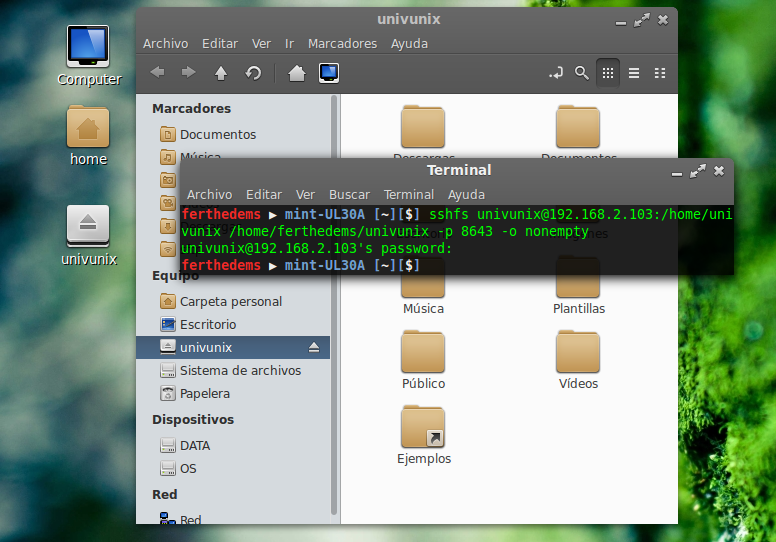 Computer
home
univunix
univunix
Archivo Editar Ver Ir Marcadores Ayuda
Marcadores
Documentos
Música
Equipo
Carpeta personal
Escritorio
univunix
Sistema de archivos
Papelera
Dispositivos
DATA
OS
Red
Red
Descargas
Documentos
Terminal
Archivo Editar Ver Buscar Terminal Ayuda
ferthedems ▶ mint-UL30A [~][$] sshfs univunix@192.168.2.103:/home/uni
vunix /home/ferthedems/univunix -p 8643 -o nonempty
univunix@192.168.2.103's password:
ferthedems ▶ mint-UL30A [~][$]
Música
Plantillas
Público
Vídeos
Ejemplos